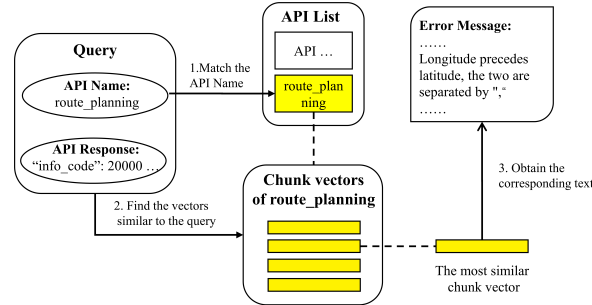 Query
API Name:
route_planning
API Response:
“info_code”: 20000 …
1.Match the
API Name
API List
API …
route_plan
ning
2. Find the vectors
similar to the query
Chunk vectors
of route_planning
The most similar
chunk vector
3. Obtain the
corresponding text
Error Message:
……
Longitude precedes
latitude, the two are
separated by ",“
……